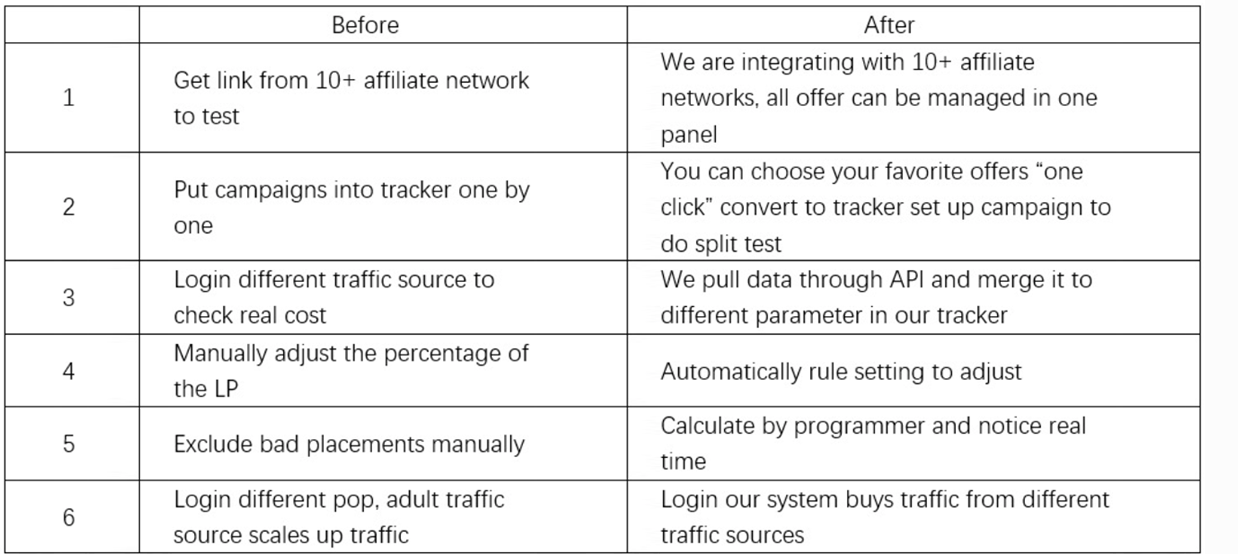 Before
After
1
Get link from 10+ affiliate network
to test
We are integrating with 10+ affiliate
networks, all offer can be managed in one
panel
2
Put campaigns into tracker one by
one
You can choose your favorite offers “one
click” convert to tracker set up campaign to
do split test
3
Login different traffic source to
check real cost
We pull data through API and merge it to
different parameter in our tracker
4
Manually adjust the percentage of
the LP
Automatically rule setting to adjust
5
Exclude bad placements manually
Calculate by programmer and notice real
time
6
Login different pop, adult traffic
source scales up traffic
Login our system buys traffic from different
traffic sources